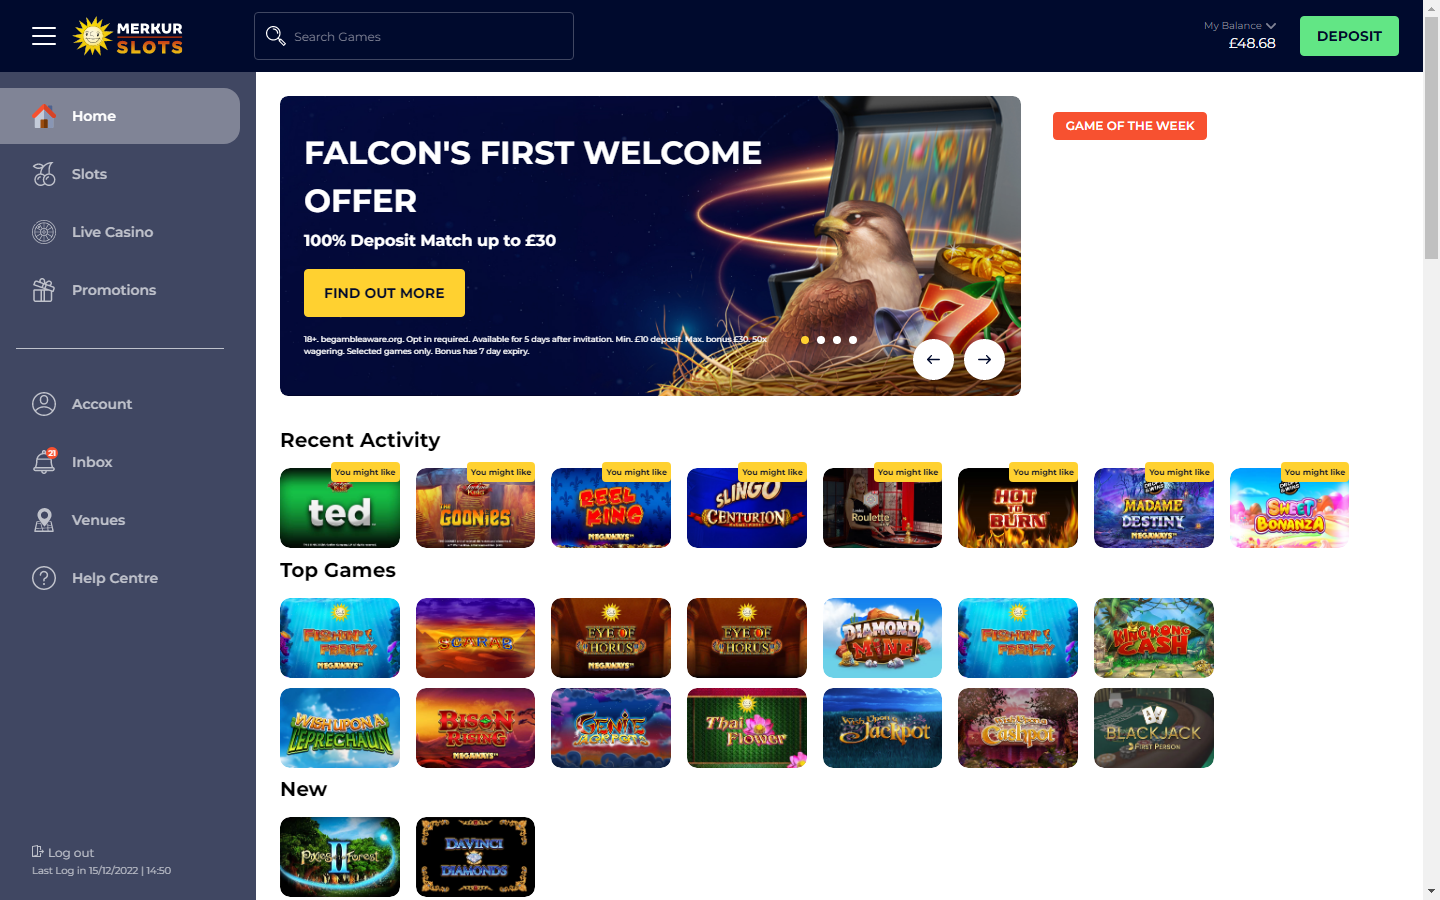 MERKUR
SLOTS
Search Games
My Balance
£48.68
DEPOSIT
Home
Slots
Live Casino
Promotions
Account
21
Inbox
Venues
Help Centre
Log out
Last Log in 15/12/2022 | 14:50
FALCON'S FIRST WELCOME
OFFER
100% Deposit Match up to £30
FIND OUT MORE
18+. begambleaware.org. Opt in required. Available for 5 days after invitation. Min. £10 deposit. Max. bonus £30. 50x
wagering. Selected games only. Bonus has 7 day expiry.
GAME OF THE WEEK
Recent Activity
You might like
ted
You might like
THE
GOONIES
You might like
REEL
KING
MEGAWAYS
You might like
SLINGO
CENTURION
You might like
Roulette
You might like
HOT
TO
BURN
You might like
MADAME
DESTINY
MEGAWAYS
You might like
SWEET
BONANZA
Top Games
FISHIN'
FRENZY
MEGAWAYS
SCARAB
EYE OF
HORUS
MEGAWAYS
EYE OF
HORUS
DIAMOND
MINE
FISHIN'
FRENZY
KING KONG
CASH
WISH UPON A
LEPRECHAUN
BISON
RISING
MEGAWAYS
GENIE
JACKPOTS
Thai
Flower
Wish Upon a
Jackpot
Cashpot
BLACKJACK
FIRST PERSON
New
Pixies of the Forest
II
DAVINCI
DIAMONDS